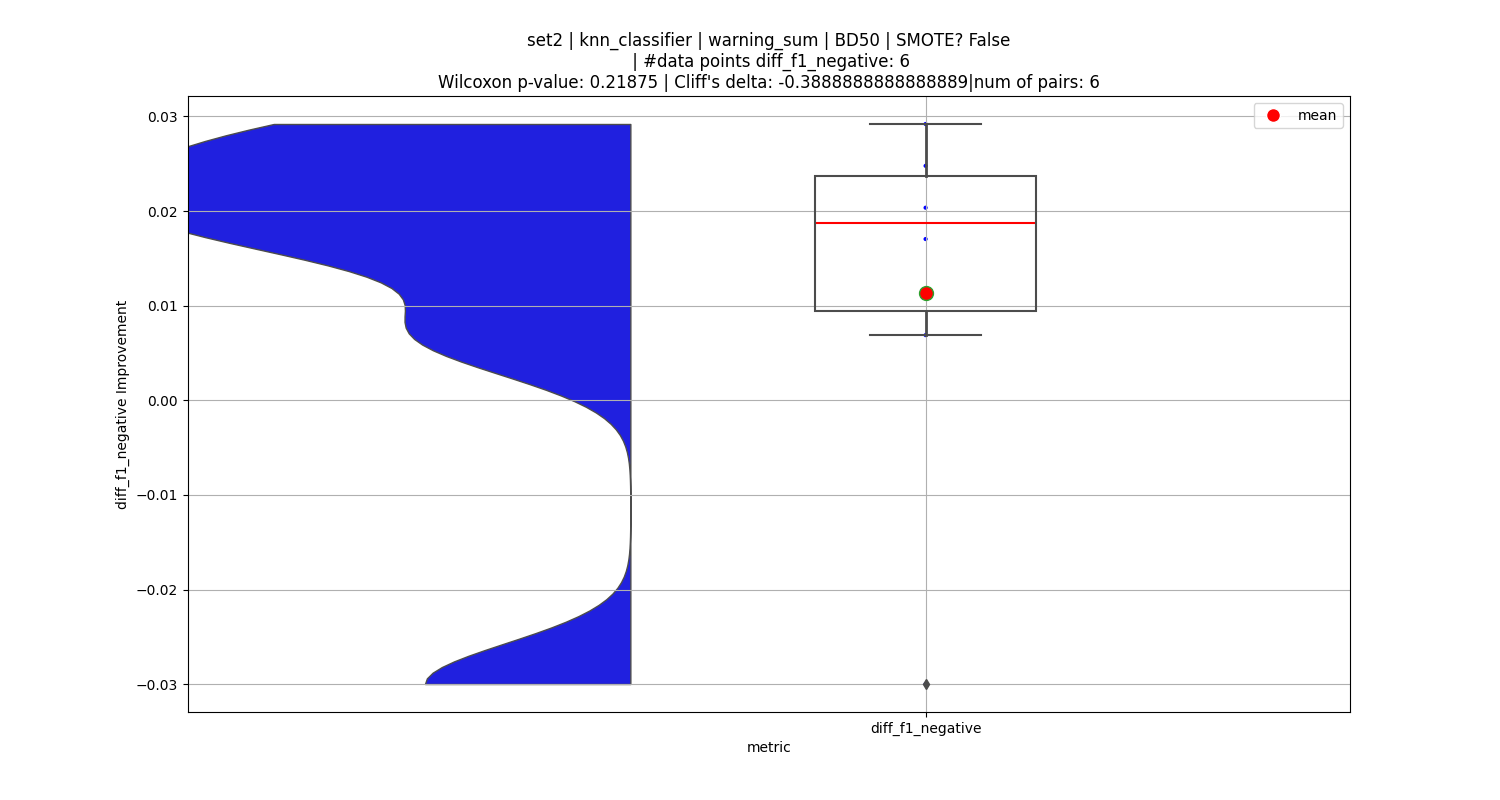 set2 | knn_classifier | warning_sum | BD50 | SMOTE? False
| #data points diff_f1_negative: 6
Wilcoxon p-value: 0.21875 | Cliff's delta: -0.3888888888888889|num of pairs: 6
mean
0.03
0.02
0.01
0.00
−0.01
−0.02
−0.03
diff_f1_negative Improvement
diff_f1_negative
metric